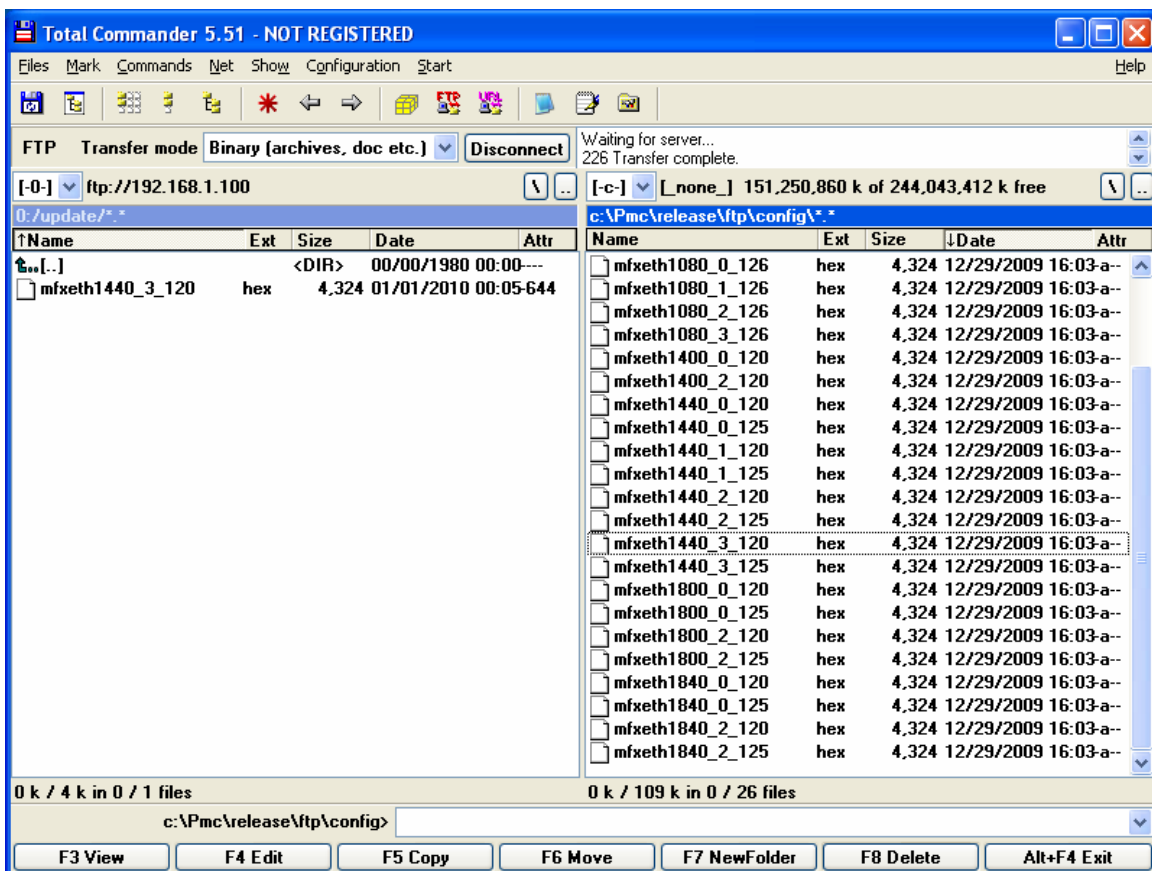 Total Commander 5.51 - NOT REGISTERED
Files Mark Commands Net Show Configuration Start Help
FTP Transfer mode Binary (archives, doc etc.) Disconnect
Waiting for server...
226 Transfer complete.
[-0-] ftp://192.168.1.100 \ ..
[-c-] [_none_] 151,250,860 k of 244,043,412 k free \ ..
0:/update/*.*
↑Name Ext Size Date Attr
[..] <DIR> 00/00/1980 00:00----
mfxeth1440_3_120 hex 4,324 01/01/2010 00:05-644
0 k / 4 k in 0 / 1 files
c:\Pmc\release\ftp\config\*.*
Name Ext Size ↓Date Attr
mfxeth1080_0_126 hex 4,324 12/29/2009 16:03-a--
mfxeth1080_1_126 hex 4,324 12/29/2009 16:03-a--
mfxeth1080_2_126 hex 4,324 12/29/2009 16:03-a--
mfxeth1080_3_126 hex 4,324 12/29/2009 16:03-a--
mfxeth1400_0_120 hex 4,324 12/29/2009 16:03-a--
mfxeth1400_2_120 hex 4,324 12/29/2009 16:03-a--
mfxeth1440_0_120 hex 4,324 12/29/2009 16:03-a--
mfxeth1440_0_125 hex 4,324 12/29/2009 16:03-a--
mfxeth1440_1_120 hex 4,324 12/29/2009 16:03-a--
mfxeth1440_1_125 hex 4,324 12/29/2009 16:03-a--
mfxeth1440_2_120 hex 4,324 12/29/2009 16:03-a--
mfxeth1440_2_125 hex 4,324 12/29/2009 16:03-a--
mfxeth1440_3_120 hex 4,324 12/29/2009 16:03-a--
mfxeth1440_3_125 hex 4,324 12/29/2009 16:03-a--
mfxeth1800_0_120 hex 4,324 12/29/2009 16:03-a--
mfxeth1800_0_125 hex 4,324 12/29/2009 16:03-a--
mfxeth1800_2_120 hex 4,324 12/29/2009 16:03-a--
mfxeth1800_2_125 hex 4,324 12/29/2009 16:03-a--
mfxeth1840_0_120 hex 4,324 12/29/2009 16:03-a--
mfxeth1840_0_125 hex 4,324 12/29/2009 16:03-a--
mfxeth1840_2_120 hex 4,324 12/29/2009 16:03-a--
mfxeth1840_2_125 hex 4,324 12/29/2009 16:03-a--
0 k / 109 k in 0 / 26 files
c:\Pmc\release\ftp\config>
F3 View F4 Edit F5 Copy F6 Move F7 NewFolder F8 Delete Alt+F4 Exit